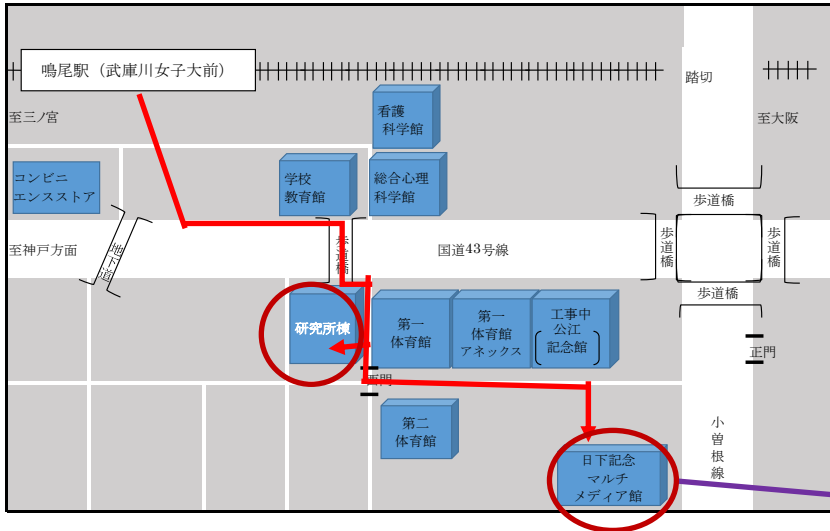 鳴尾駅（武庫川女子大前）
踏切
至三ノ宮
至大阪
看護
科学館
コンビニ
エンスストア
学校
教育館
総合心理
科学館
歩道橋
至神戸方面
地下道
歩道橋
国道43号線
歩道橋
歩道橋
歩道橋
研究所棟
第一
体育館
第一
体育館
アネックス
工事中
公江
記念館
正門
西門
第二
体育館
小曽根線
日下記念
マルチ
メディア館